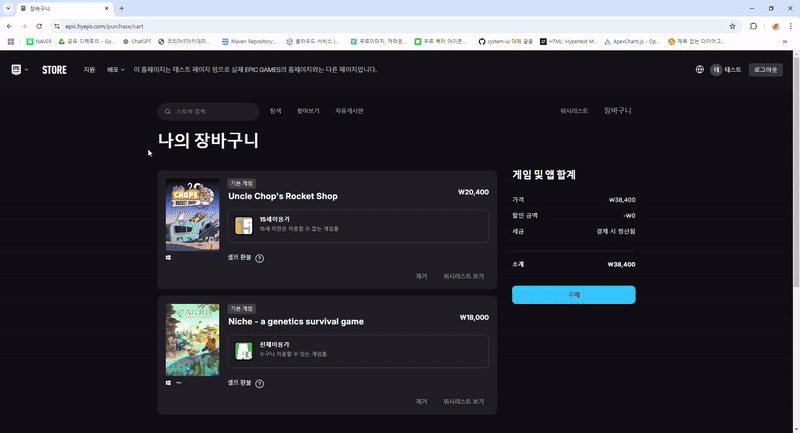 장바구니
epic.hyejis.com/purchase/cart
NAVER
공유 디렉토리 - Go...
ChatGPT
코리아IT아카데미...
Maven Repository:...
클라우드 서비스 |...
무료이미지, 저작권...
무료 벡터 아이콘...
system-ui 대체 글꼴
HTML: Hypertext M...
ApexCharts.js - Op...
제목 없는 다이어그...
STORE
지원
배포
이 홈페이지는 테스트 페이지 임으로 실제 EPIC GAMES의 홈페이지와는 다른 페이지입니다.
테
테스트
로그아웃
스토어 검색
탐색
찾아보기
자유게시판
위시리스트
장바구니
나의 장바구니
기본 게임
Uncle Chop's Rocket Shop
₩20,400
15세이용가
15세 미만은 이용할 수 없는 게임물
셀프 환불
제거
위시리스트 보기
기본 게임
Niche - a genetics survival game
₩18,000
전체이용가
누구나 이용할 수 있는 게임물
셀프 환불
제거
위시리스트 보기
게임 및 앱 합계
가격
₩38,400
할인 금액
-₩0
세금
결제 시 정산됨
소계
₩38,400
구매